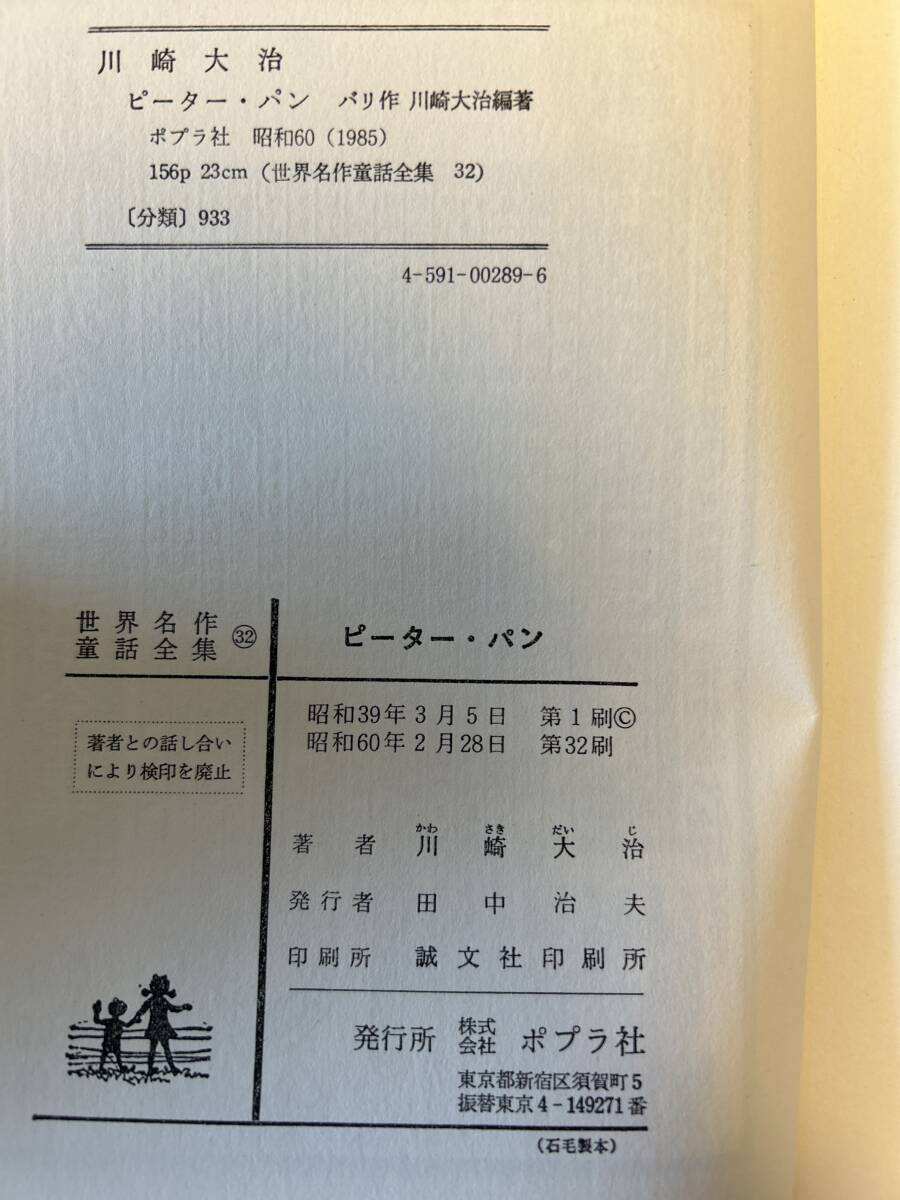 川崎大治
ピーター・パン バリ作 川崎大治編著
ポプラ社 昭和60（1985）
156p 23cm（世界名作童話全集 32）
〔分類〕933
4-591-00289-6
世界名作
童話全集
㉜
ピーター・パン
著者との話し合い
により検印を廃止
昭和39年3月5日 第1刷©
昭和60年2月28日 第32刷
かわ さき だい じ
著者 川崎大治
発行者 田中治夫
印刷所 誠文社印刷所
発行所 株式会社 ポプラ社
東京都新宿区須賀町5
振替東京4-149271番
（石毛製本）